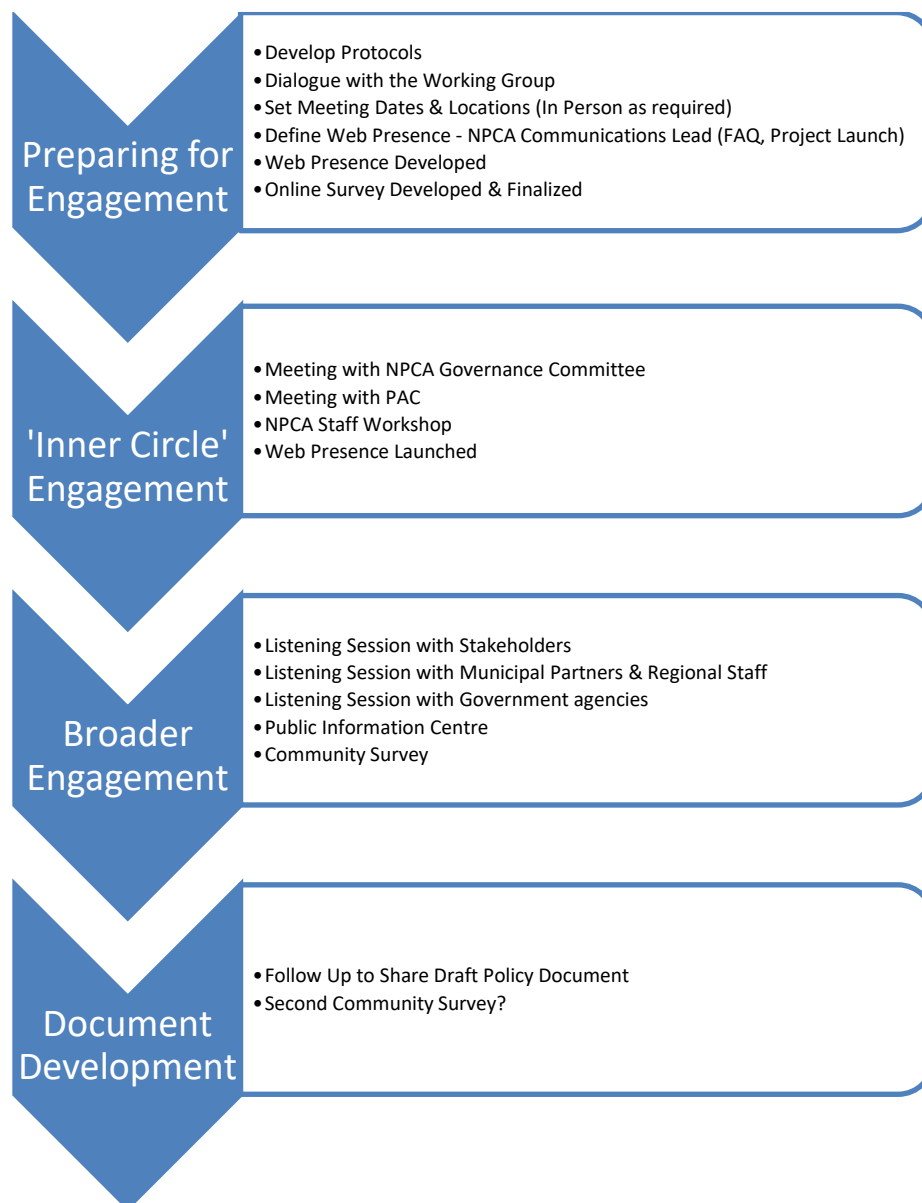 Preparing for
Engagement
•Develop Protocols
•Dialogue with the Working Group
•Set Meeting Dates & Locations (In Person as required)
•Define Web Presence - NPCA Communications Lead (FAQ, Project Launch)
•Web Presence Developed
•Online Survey Developed & Finalized
'Inner Circle'
Engagement
•Meeting with NPCA Governance Committee
•Meeting with PAC
•NPCA Staff Workshop
•Web Presence Launched
Broader
Engagement
•Listening Session with Stakeholders
•Listening Session with Municipal Partners & Regional Staff
•Listening Session with Government agencies
•Public Information Centre
•Community Survey
Document
Development
•Follow Up to Share Draft Policy Document
•Second Community Survey?